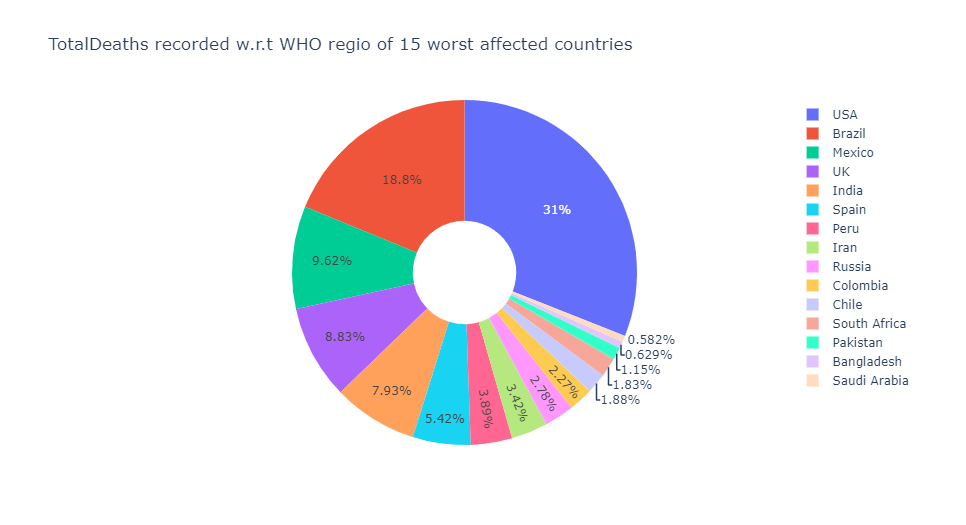 TotalDeaths recorded w.r.t WHO regio of 15 worst affected countries
USA
Brazil
Mexico
UK
India
Spain
Peru
Iran
Russia
Colombia
Chile
South Africa
Pakistan
Bangladesh
Saudi Arabia
31%
18.8%
9.62%
8.83%
7.93%
5.42%
3.89%
3.42%
2.78%
2.27%
1.88%
1.83%
1.15%
0.629%
0.582%